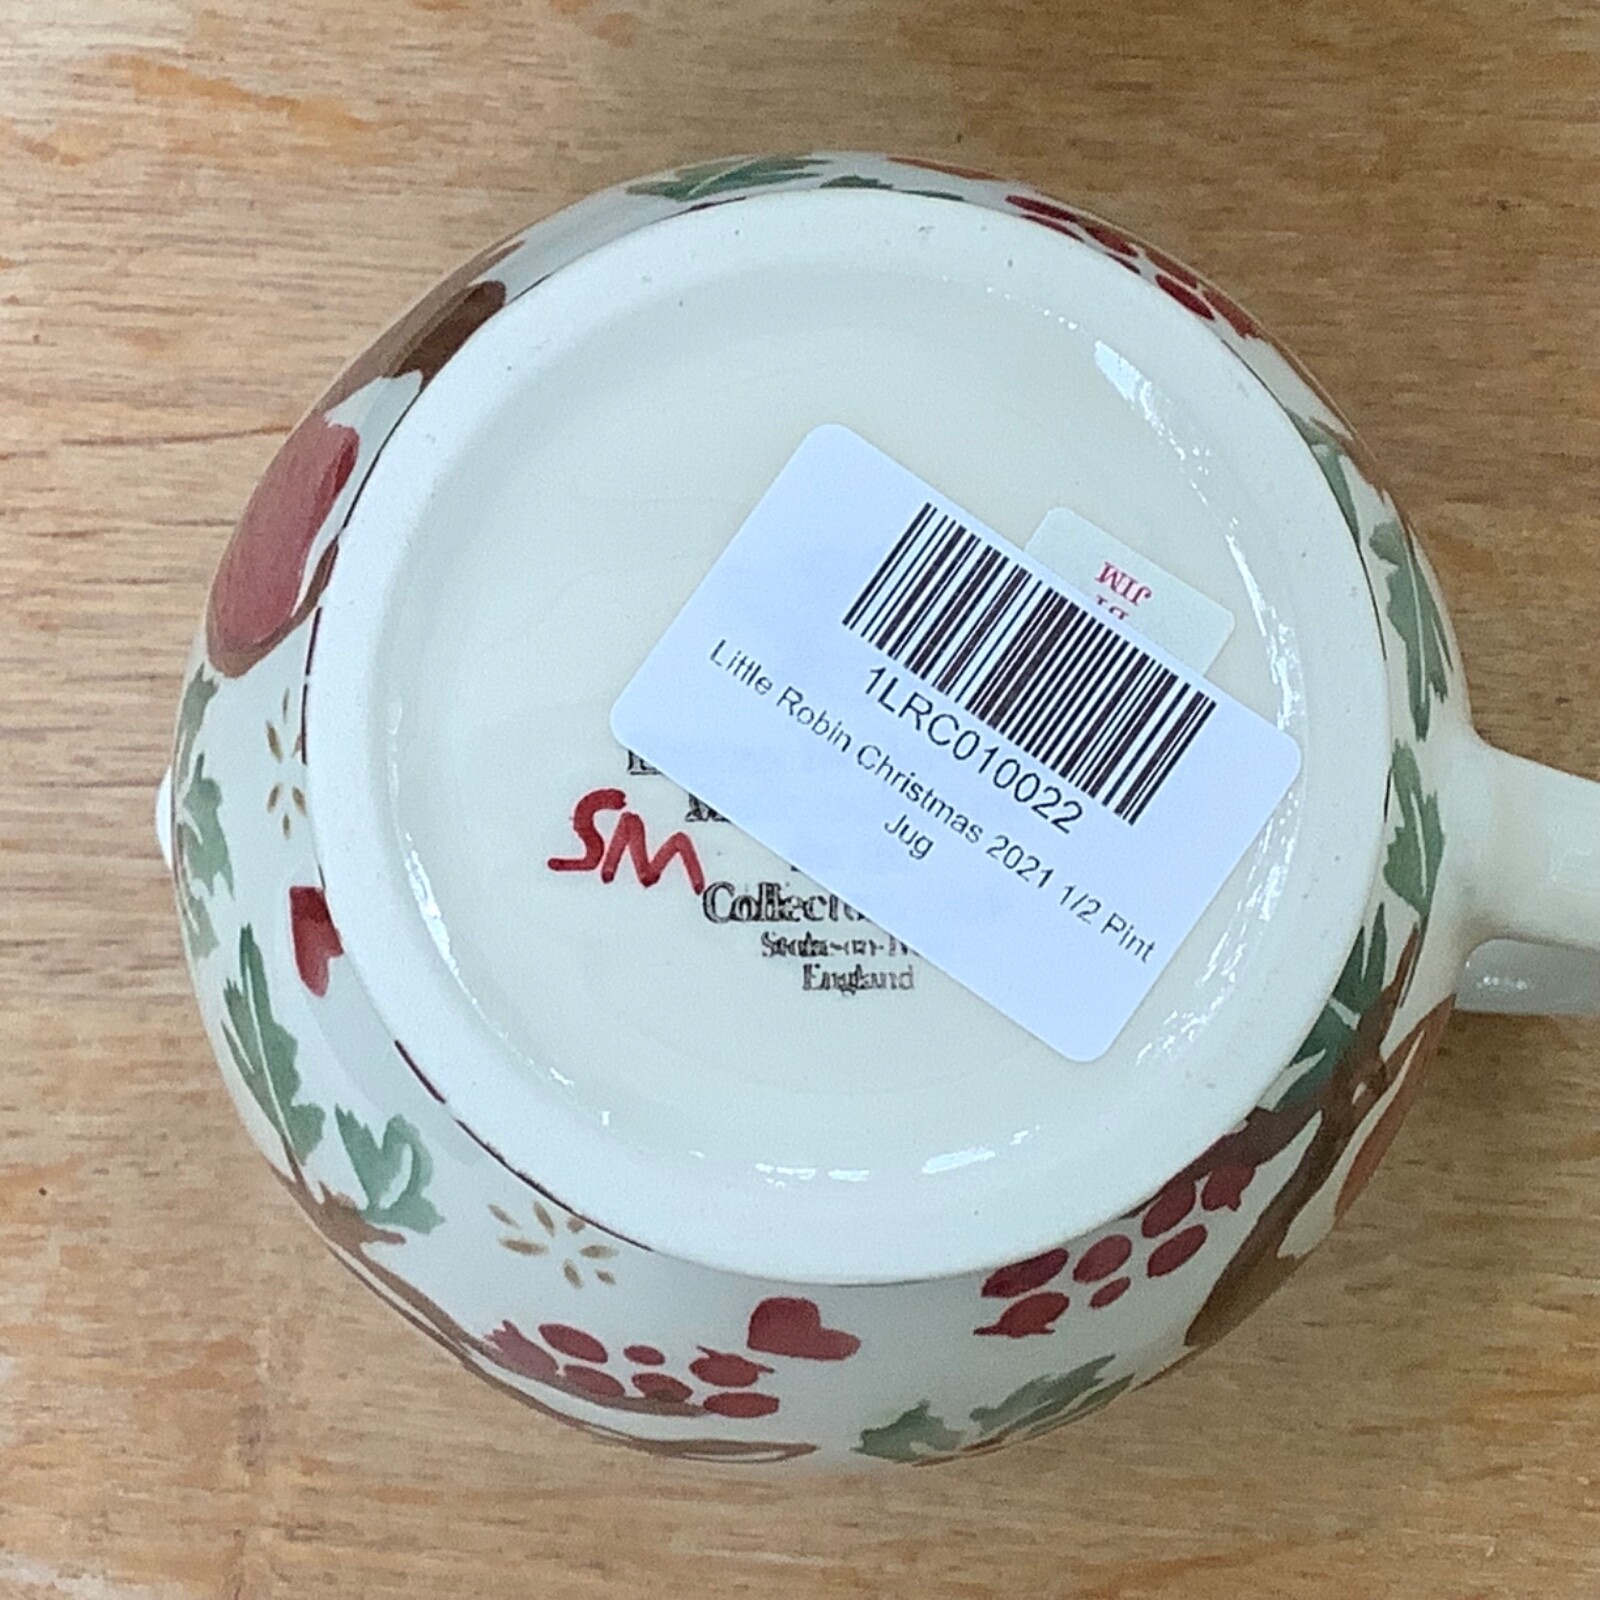 JIM
1LRC010022
Little Robin Christmas 2021 1/2 Pint
Jug
SM
England